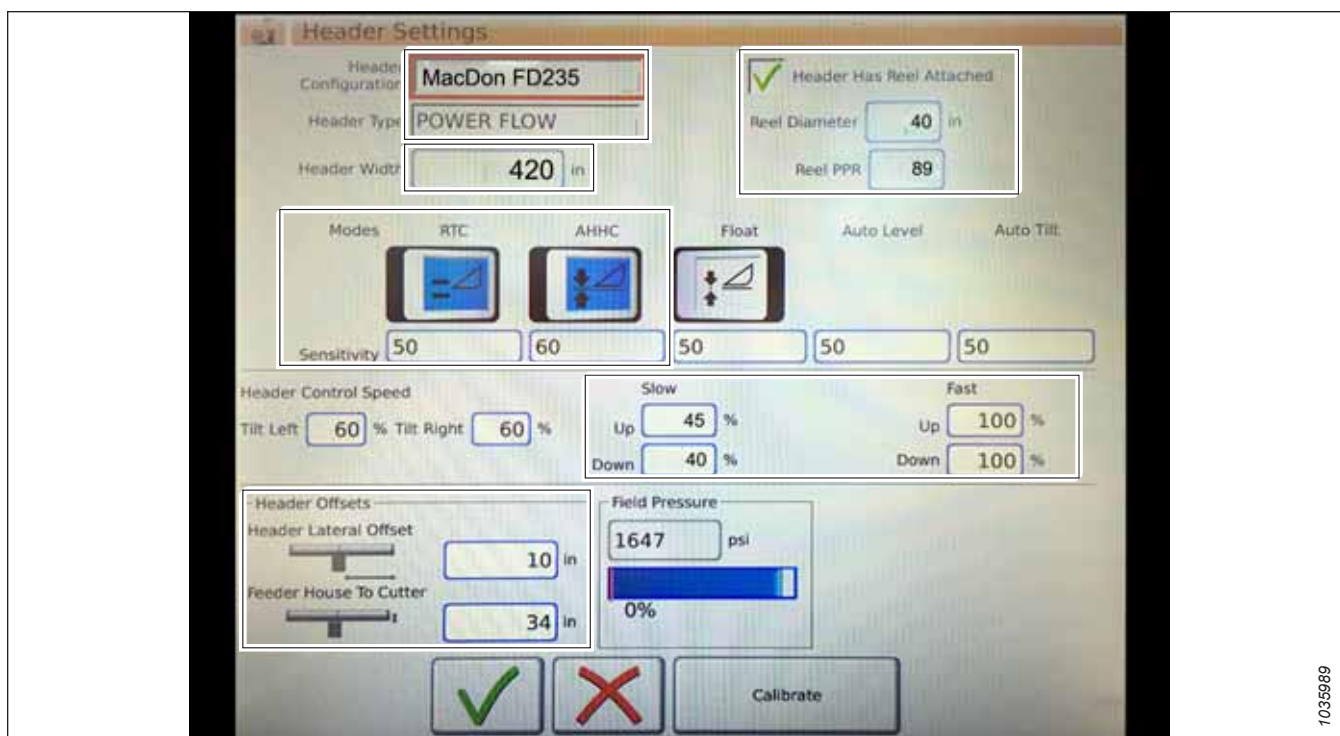 Header Settings
Header Configuration MacDon FD235
Header Type POWER FLOW
Header Width 420 in
Header Has Reel Attached
Reel Diameter 40 in
Reel PPR 89
Modes RTC AHHC Float Auto Level Auto Tilt
Sensitivity 50 60 50 50 50
Header Control Speed
Tilt Left 60 % Tilt Right 60 %
Slow Fast
Up 45 % Up 100 %
Down 40 % Down 100 %
Header Offsets
Header Lateral Offset
10 in
Feeder House To Cutter
34 in
Field Pressure
1647 psi
0%
Calibrate
1035989